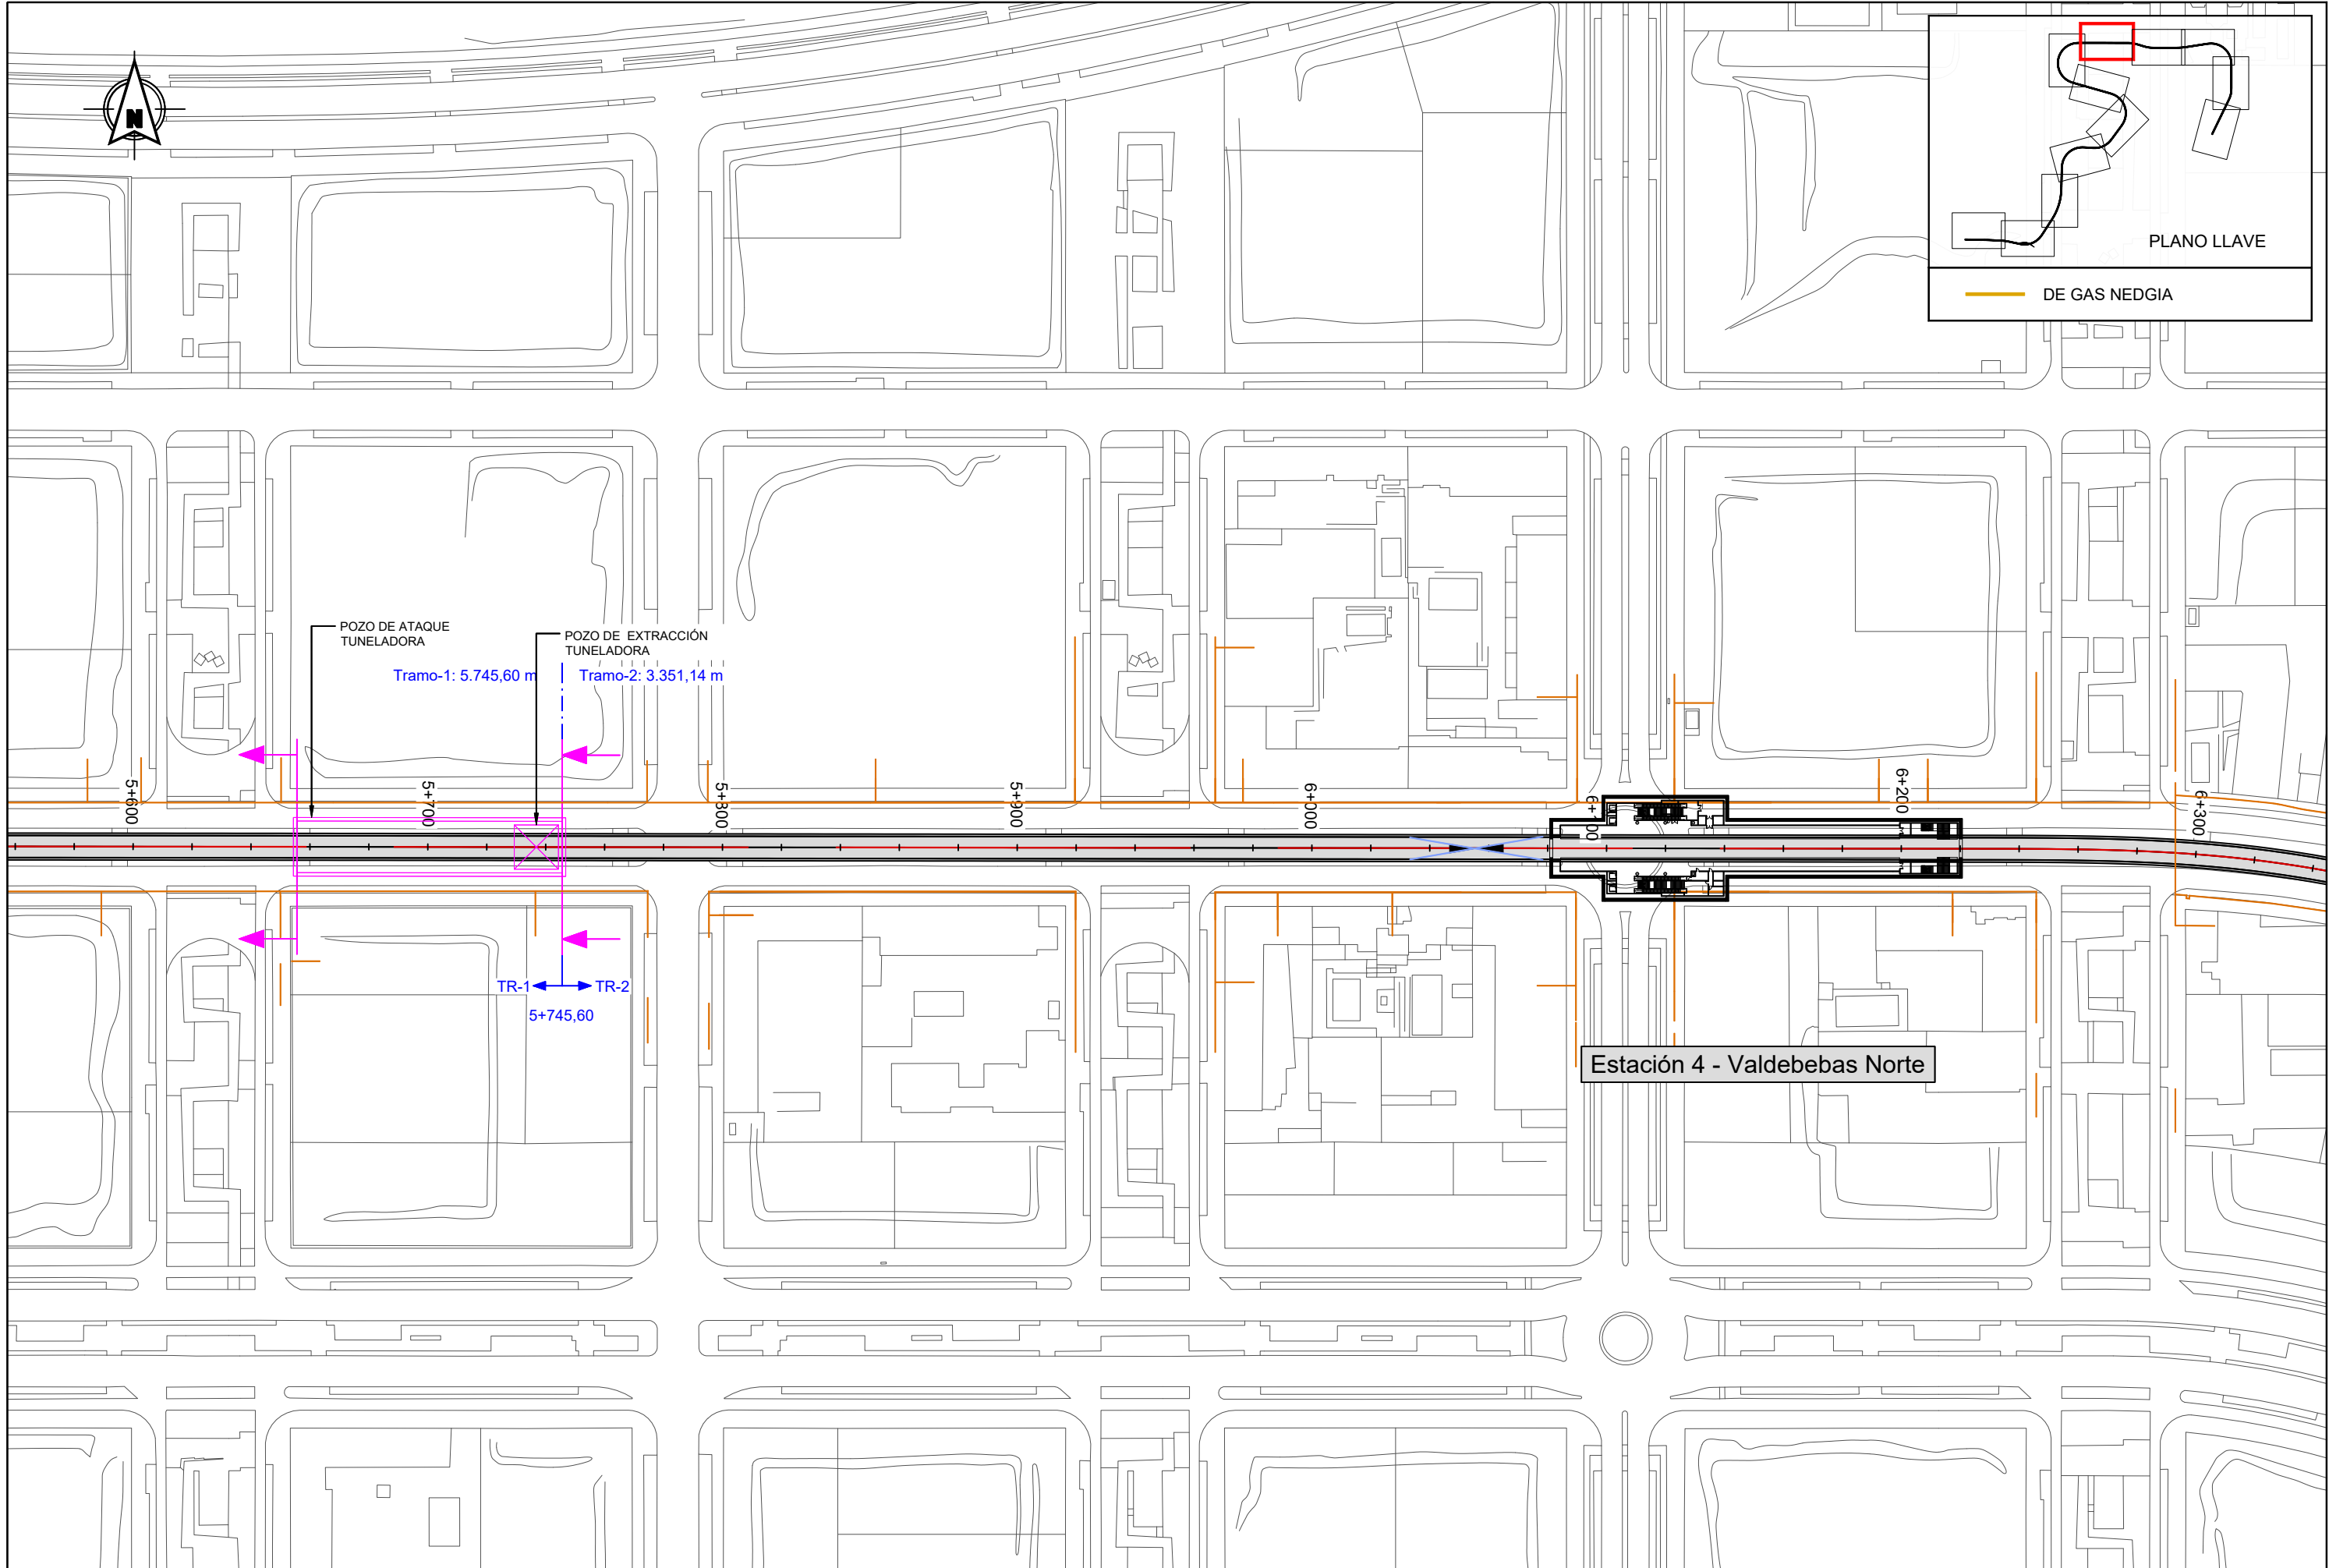 N
PLANO LLAVE
DE GAS NEDGIA
POZO DE ATAQUE
TUNELADORA
POZO DE EXTRACCIÓN
TUNELADORA
Tramo-1: 5.745,60 m
Tramo-2: 3.351,14 m
5+600
5+700
5+800
5+900
6+000
6+100
6+200
6+300
TR-1
TR-2
5+745,60
Estación 4 - Valdebebas Norte